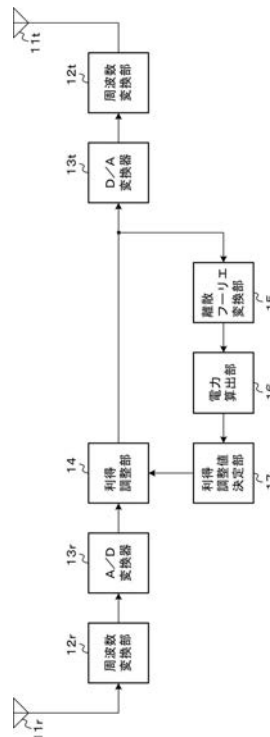 11r
12r
周波数
変換部
13r
A／D
変換器
14
利得
調整部
13t
D／A
変換器
12t
周波数
変換部
11t
離散
フーリエ
変換部
15
電力
算出部
16
利得
調整値
決定部
17